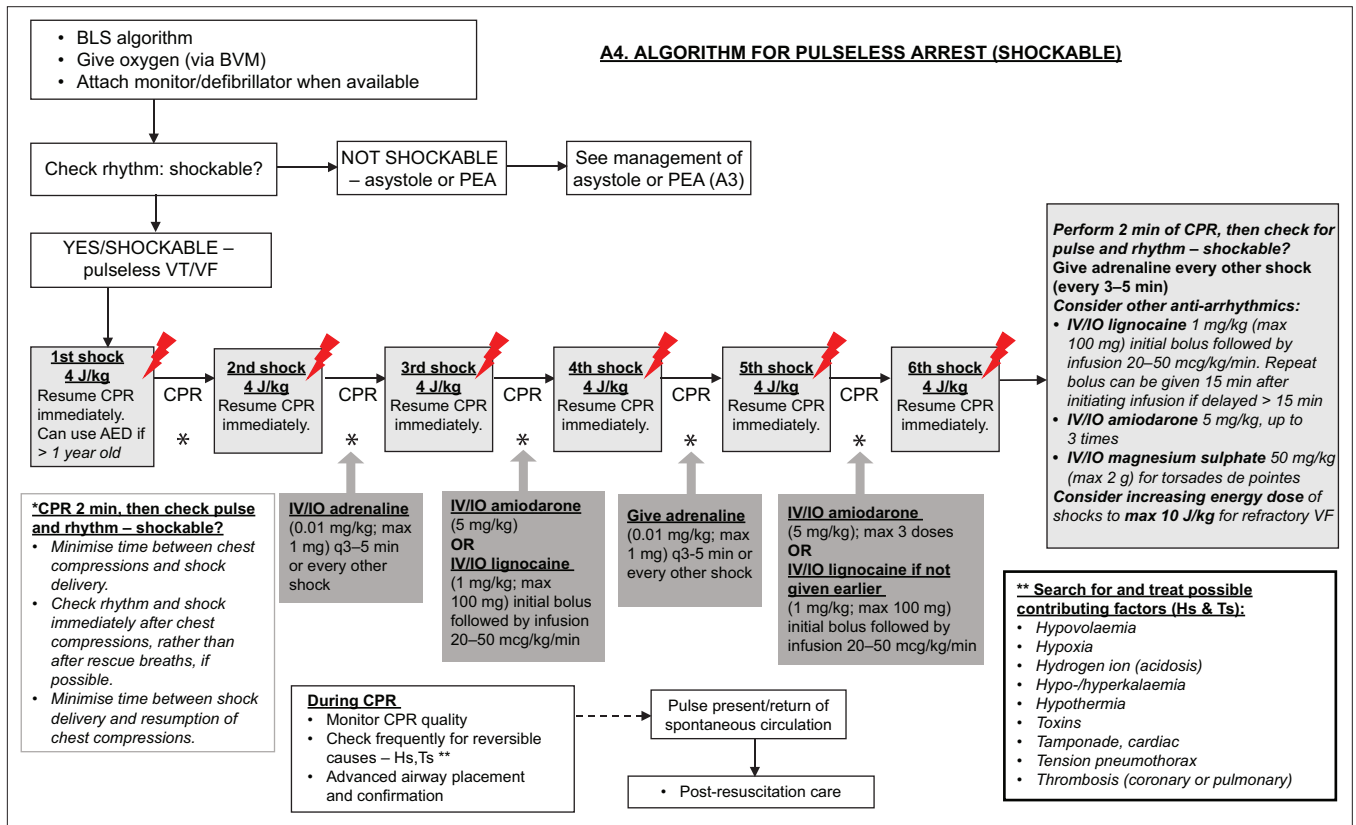 • BLS algorithm
• Give oxygen (via BVM)
• Attach monitor/defibrillator when available
A4. ALGORITHM FOR PULSELESS ARREST (SHOCKABLE)
Check rhythm: shockable?
NOT SHOCKABLE
– asystole or PEA
See management of
asystole or PEA (A3)
YES/SHOCKABLE –
pulseless VT/VF
1st shock
4 J/kg
Resume CPR
immediately.
Can use AED if
> 1 year old
CPR
*
2nd shock
4 J/kg
Resume CPR
immediately.
CPR
*
3rd shock
4 J/kg
Resume CPR
immediately.
CPR
*
4th shock
4 J/kg
Resume CPR
immediately.
CPR
*
5th shock
4 J/kg
Resume CPR
immediately.
CPR
*
6th shock
4 J/kg
Resume CPR
immediately.
Perform 2 min of CPR, then check for
pulse and rhythm – shockable?
Give adrenaline every other shock
(every 3–5 min)
Consider other anti-arrhythmics:
• IV/IO lignocaine 1 mg/kg (max
100 mg) initial bolus followed by
infusion 20–50 mcg/kg/min. Repeat
bolus can be given 15 min after
initiating infusion if delayed > 15 min
• IV/IO amiodarone 5 mg/kg, up to
3 times
• IV/IO magnesium sulphate 50 mg/kg
(max 2 g) for torsades de pointes
Consider increasing energy dose of
shocks to max 10 J/kg for refractory VF
*CPR 2 min, then check pulse
and rhythm – shockable?
• Minimise time between chest
compressions and shock
delivery.
• Check rhythm and shock
immediately after chest
compressions, rather than
after rescue breaths, if
possible.
• Minimise time between shock
delivery and resumption of
chest compressions.
IV/IO adrenaline
(0.01 mg/kg; max
1 mg) q3–5 min
or every other
shock
IV/IO amiodarone
(5 mg/kg)
OR
IV/IO lignocaine
(1 mg/kg; max
100 mg) initial bolus
followed by infusion
20–50 mcg/kg/min
Give adrenaline
(0.01 mg/kg; max
1 mg) q3-5 min or
every other shock
IV/IO amiodarone
(5 mg/kg); max 3 doses
OR
IV/IO lignocaine if not
given earlier
(1 mg/kg; max 100 mg)
initial bolus followed by
infusion 20–50 mcg/kg/min
** Search for and treat possible
contributing factors (Hs & Ts):
• Hypovolaemia
• Hypoxia
• Hydrogen ion (acidosis)
• Hypo-/hyperkalaemia
• Hypothermia
• Toxins
• Tamponade, cardiac
• Tension pneumothorax
• Thrombosis (coronary or pulmonary)
During CPR
• Monitor CPR quality
• Check frequently for reversible
causes – Hs,Ts **
• Advanced airway placement
and confirmation
Pulse present/return of
spontaneous circulation
• Post-resuscitation care